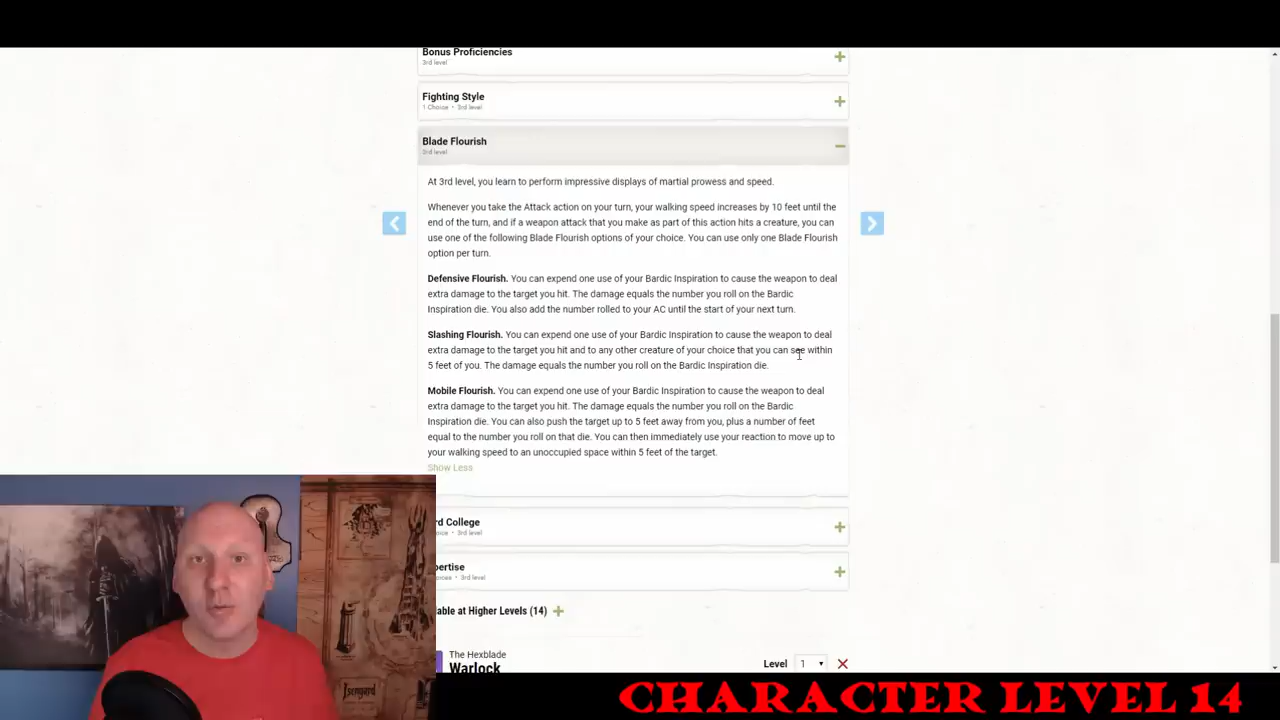 Bonus Proficiencies
3rd level
Fighting Style
1 Choice • 3rd level
Blade Flourish
3rd level
At 3rd level, you learn to perform impressive displays of martial prowess and speed.
Whenever you take the Attack action on your turn, your walking speed increases by 10 feet until the
end of the turn, and if a weapon attack that you make as part of this action hits a creature, you can
use one of the following Blade Flourish options of your choice. You can use only one Blade Flourish
option per turn.
Defensive Flourish. You can expend one use of your Bardic Inspiration to cause the weapon to deal
extra damage to the target you hit. The damage equals the number you roll on the Bardic
Inspiration die. You also add the number rolled to your AC until the start of your next turn.
Slashing Flourish. You can expend one use of your Bardic Inspiration to cause the weapon to deal
extra damage to the target you hit and to any other creature of your choice that you can see within
5 feet of you. The damage equals the number you roll on the Bardic Inspiration die.
Mobile Flourish. You can expend one use of your Bardic Inspiration to cause the weapon to deal
extra damage to the target you hit. The damage equals the number you roll on the Bardic
Inspiration die. You can also push the target up to 5 feet away from you, plus a number of feet
equal to the number you roll on that die. You can then immediately use your reaction to move up to
your walking speed to an unoccupied space within 5 feet of the target.
Show Less
rd College
oice • 3rd level
pertise
oices • 3rd level
able at Higher Levels (14)
The Hexblade
Warlock
Level 1
Isengard
CHARACTER LEVEL 14